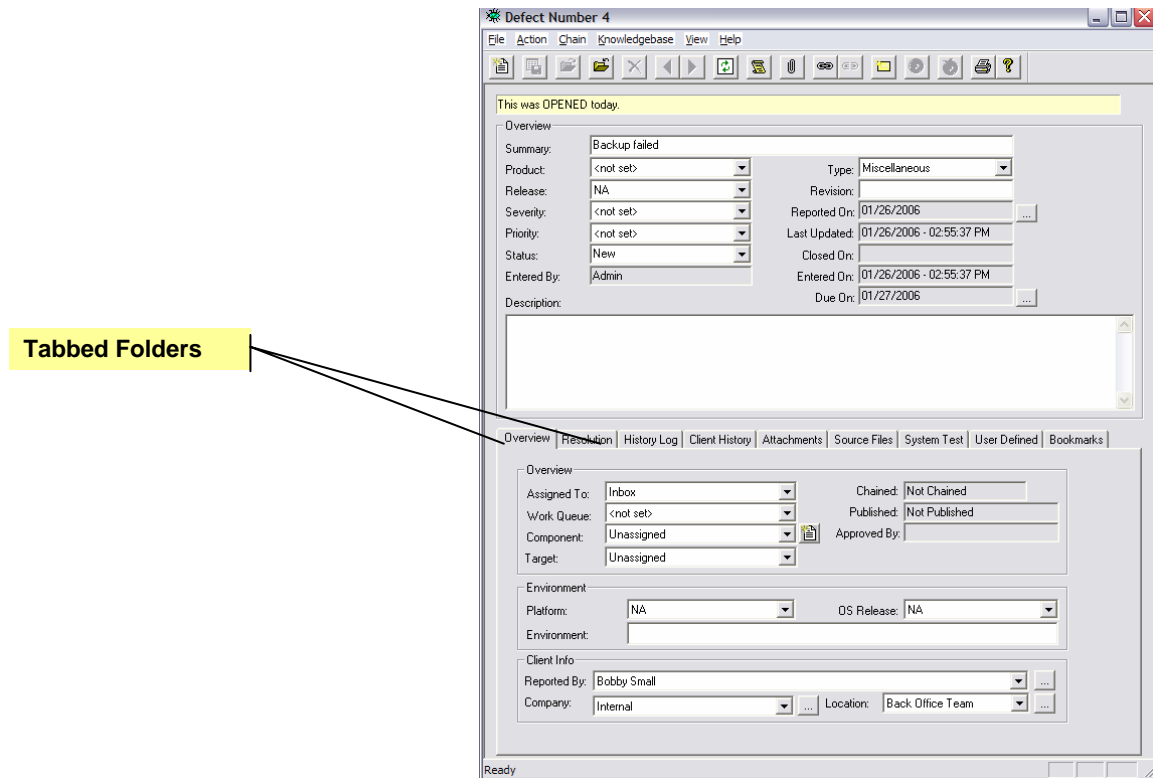 Defect Number 4
File Action Chain Knowledgebase View Help
This was OPENED today.
Overview
Summary: Backup failed
Product: <not set> Type: Miscellaneous
Release: NA Revision:
Severity: <not set> Reported On: 01/26/2006 ...
Priority: <not set> Last Updated: 01/26/2006 - 02:55:37 PM
Status: New Closed On:
Entered By: Admin Entered On: 01/26/2006 - 02:55:37 PM
Due On: 01/27/2006 ...
Description:
Tabbed Folders
Overview Resolution History Log Client History Attachments Source Files System Test User Defined Bookmarks
Overview
Assigned To: Inbox Chained: Not Chained
Work Queue: <not set> Published: Not Published
Component: Unassigned Approved By:
Target: Unassigned
Environment
Platform: NA OS Release: NA
Environment:
Client Info
Reported By: Bobby Small ...
Company: Internal ... Location: Back Office Team ...
Ready